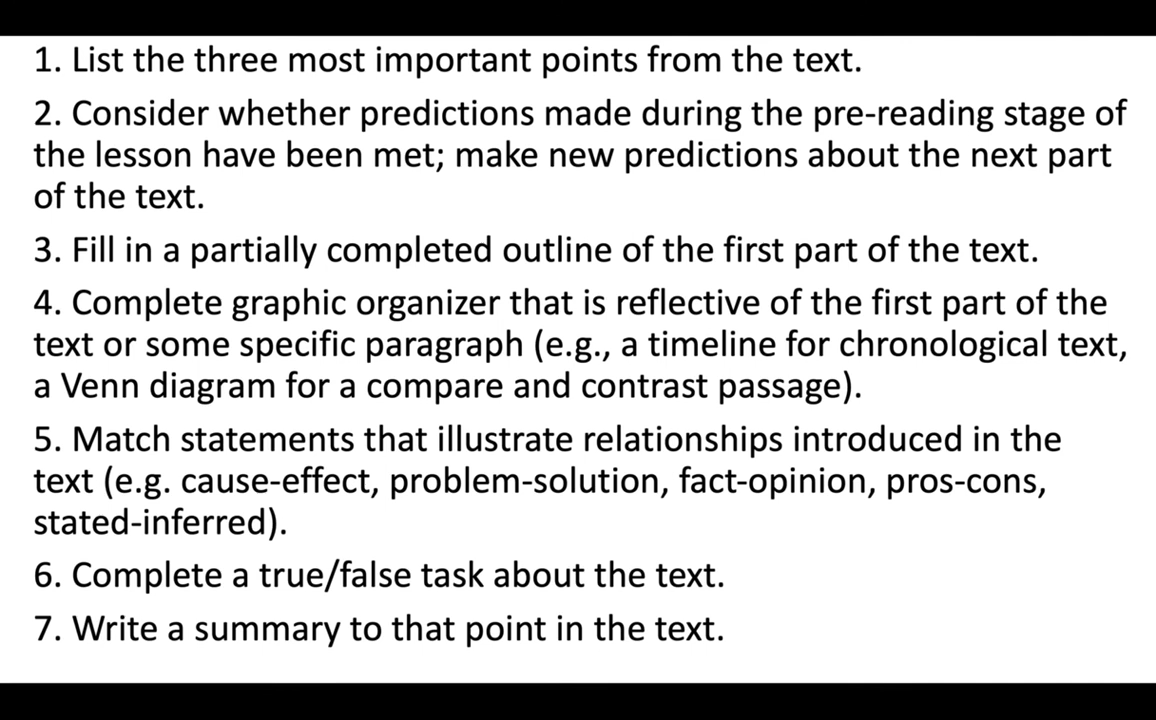 1. List the three most important points from the text.
2. Consider whether predictions made during the pre-reading stage of
the lesson have been met; make new predictions about the next part
of the text.
3. Fill in a partially completed outline of the first part of the text.
4. Complete graphic organizer that is reflective of the first part of the
text or some specific paragraph (e.g., a timeline for chronological text,
a Venn diagram for a compare and contrast passage).
5. Match statements that illustrate relationships introduced in the
text (e.g. cause-effect, problem-solution, fact-opinion, pros-cons,
stated-inferred).
6. Complete a true/false task about the text.
7. Write a summary to that point in the text.